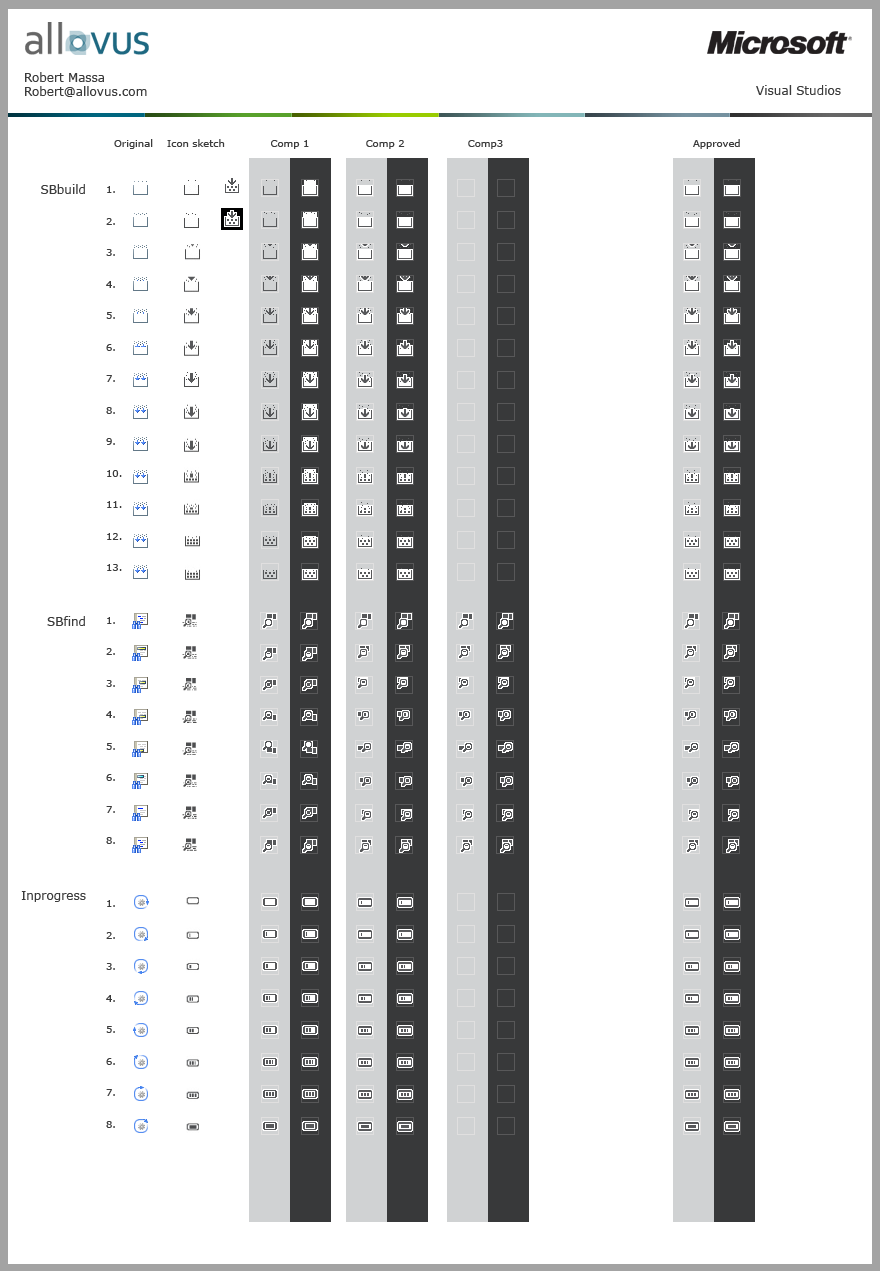 allovus
Microsoft®
Robert Massa
Robert@allovus.com
Visual Studios
Original Icon sketch Comp 1 Comp 2 Comp3 Approved
SBbuild 1.
2.
3.
4.
5.
6.
7.
8.
9.
10.
11.
12.
13.
SBfind 1.
2.
3.
4.
5.
6.
7.
8.
Inprogress 1.
2.
3.
4.
5.
6.
7.
8.